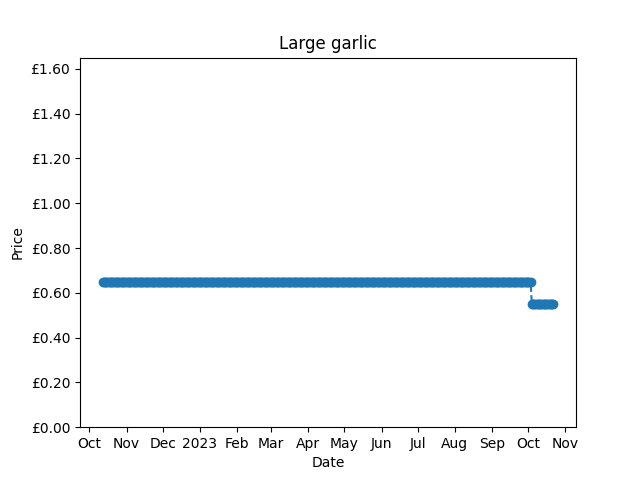 Large garlic
£1.60
£1.40
£1.20
£1.00
£0.80
£0.60
£0.40
£0.20
£0.00
Price
Oct Nov Dec 2023 Feb Mar Apr May Jun Jul Aug Sep Oct Nov
Date